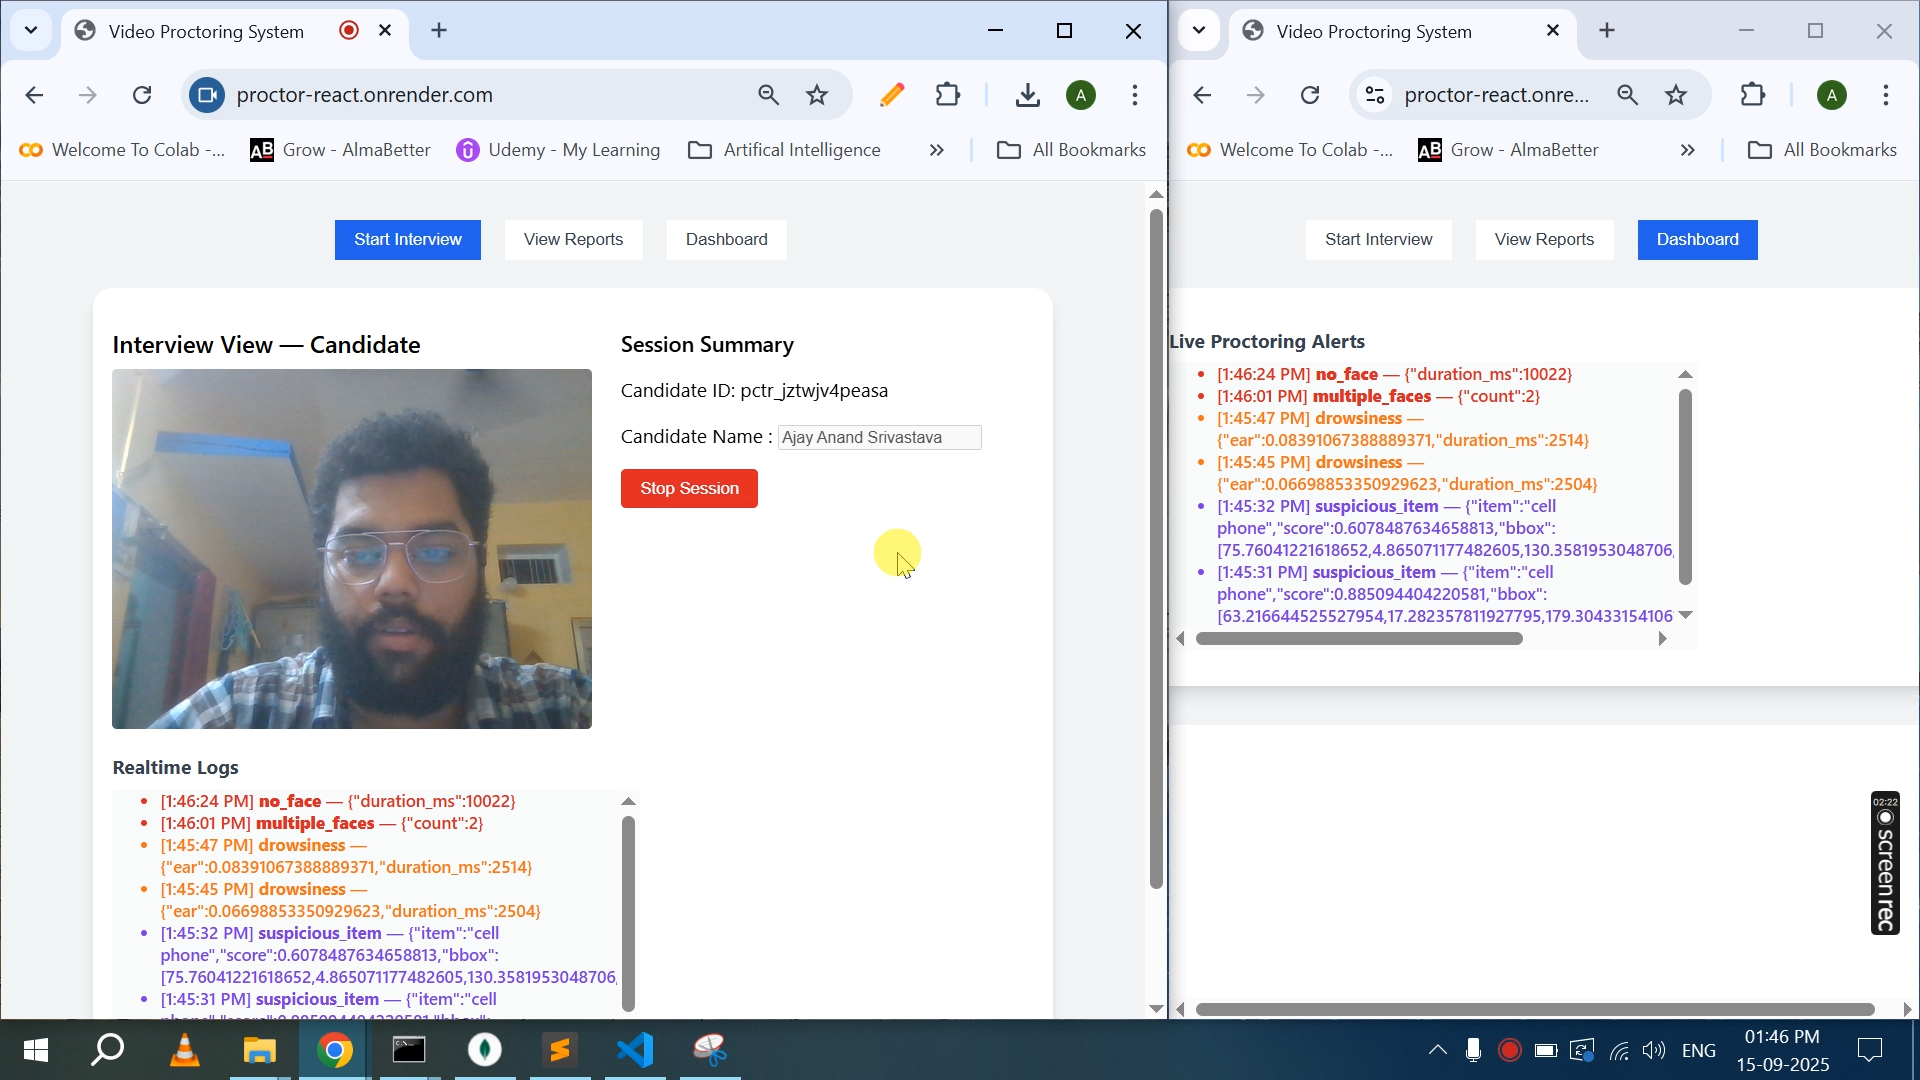 Video Proctoring System
proctor-react.onrender.com
A
Welcome To Colab -...
Grow - AlmaBetter
Udemy - My Learning
Artifical Intelligence
»
All Bookmarks
Start Interview
View Reports
Dashboard
Interview View — Candidate
Session Summary
Candidate ID: pctr_jztwjv4peasa
Candidate Name : Ajay Anand Srivastava
Stop Session
Realtime Logs
[1:46:24 PM] no_face — {"duration_ms":10022}
[1:46:01 PM] multiple_faces — {"count":2}
[1:45:47 PM] drowsiness —
{"ear":0.08391067388889371,"duration_ms":2514}
[1:45:45 PM] drowsiness —
{"ear":0.06698853350929623,"duration_ms":2504}
[1:45:32 PM] suspicious_item — {"item":"cell
phone","score":0.6078487634658813,"bbox":
[75.76041221618652,4.865071177482605,130.3581953048706,
[1:45:31 PM] suspicious_item — {"item":"cell
Video Proctoring System
proctor-react.onre...
A
Welcome To Colab -...
Grow - AlmaBetter
»
All Bookmarks
Start Interview
View Reports
Dashboard
Live Proctoring Alerts
[1:46:24 PM] no_face — {"duration_ms":10022}
[1:46:01 PM] multiple_faces — {"count":2}
[1:45:47 PM] drowsiness —
{"ear":0.08391067388889371,"duration_ms":2514}
[1:45:45 PM] drowsiness —
{"ear":0.06698853350929623,"duration_ms":2504}
[1:45:32 PM] suspicious_item — {"item":"cell
phone","score":0.6078487634658813,"bbox":
[75.76041221618652,4.865071177482605,130.3581953048706,
[1:45:31 PM] suspicious_item — {"item":"cell
phone","score":0.885094404220581,"bbox":
[63.216644525527954,17.282357811927795,179.30433154106
02:22
screenrec
ENG
01:46 PM
15-09-2025